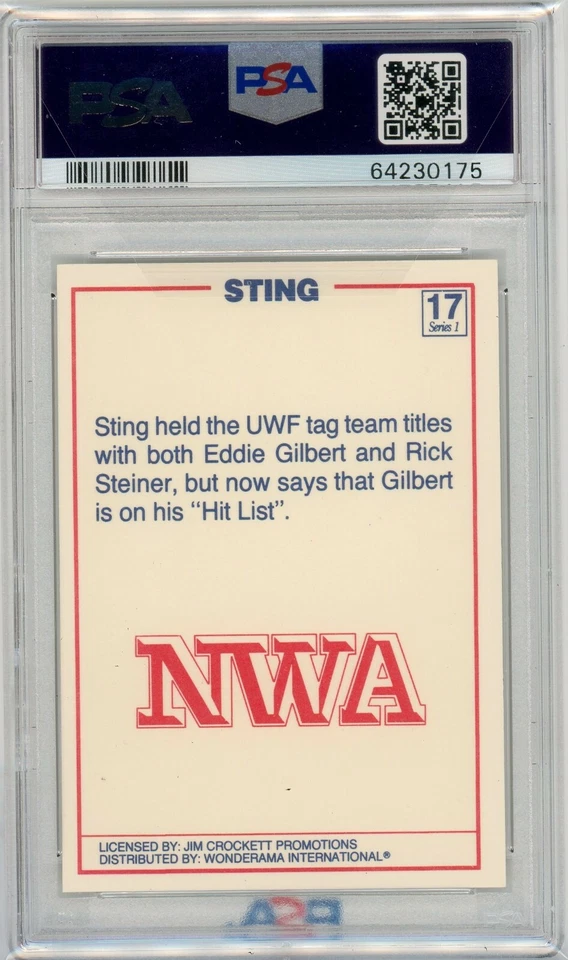 PSA
PSA
64230175
STING
17
Series 1
Sting held the UWF tag team titles
with both Eddie Gilbert and Rick
Steiner, but now says that Gilbert
is on his “Hit List”.
NWA
LICENSED BY: JIM CROCKETT PROMOTIONS
DISTRIBUTED BY: WONDERAMA INTERNATIONAL®
PSA